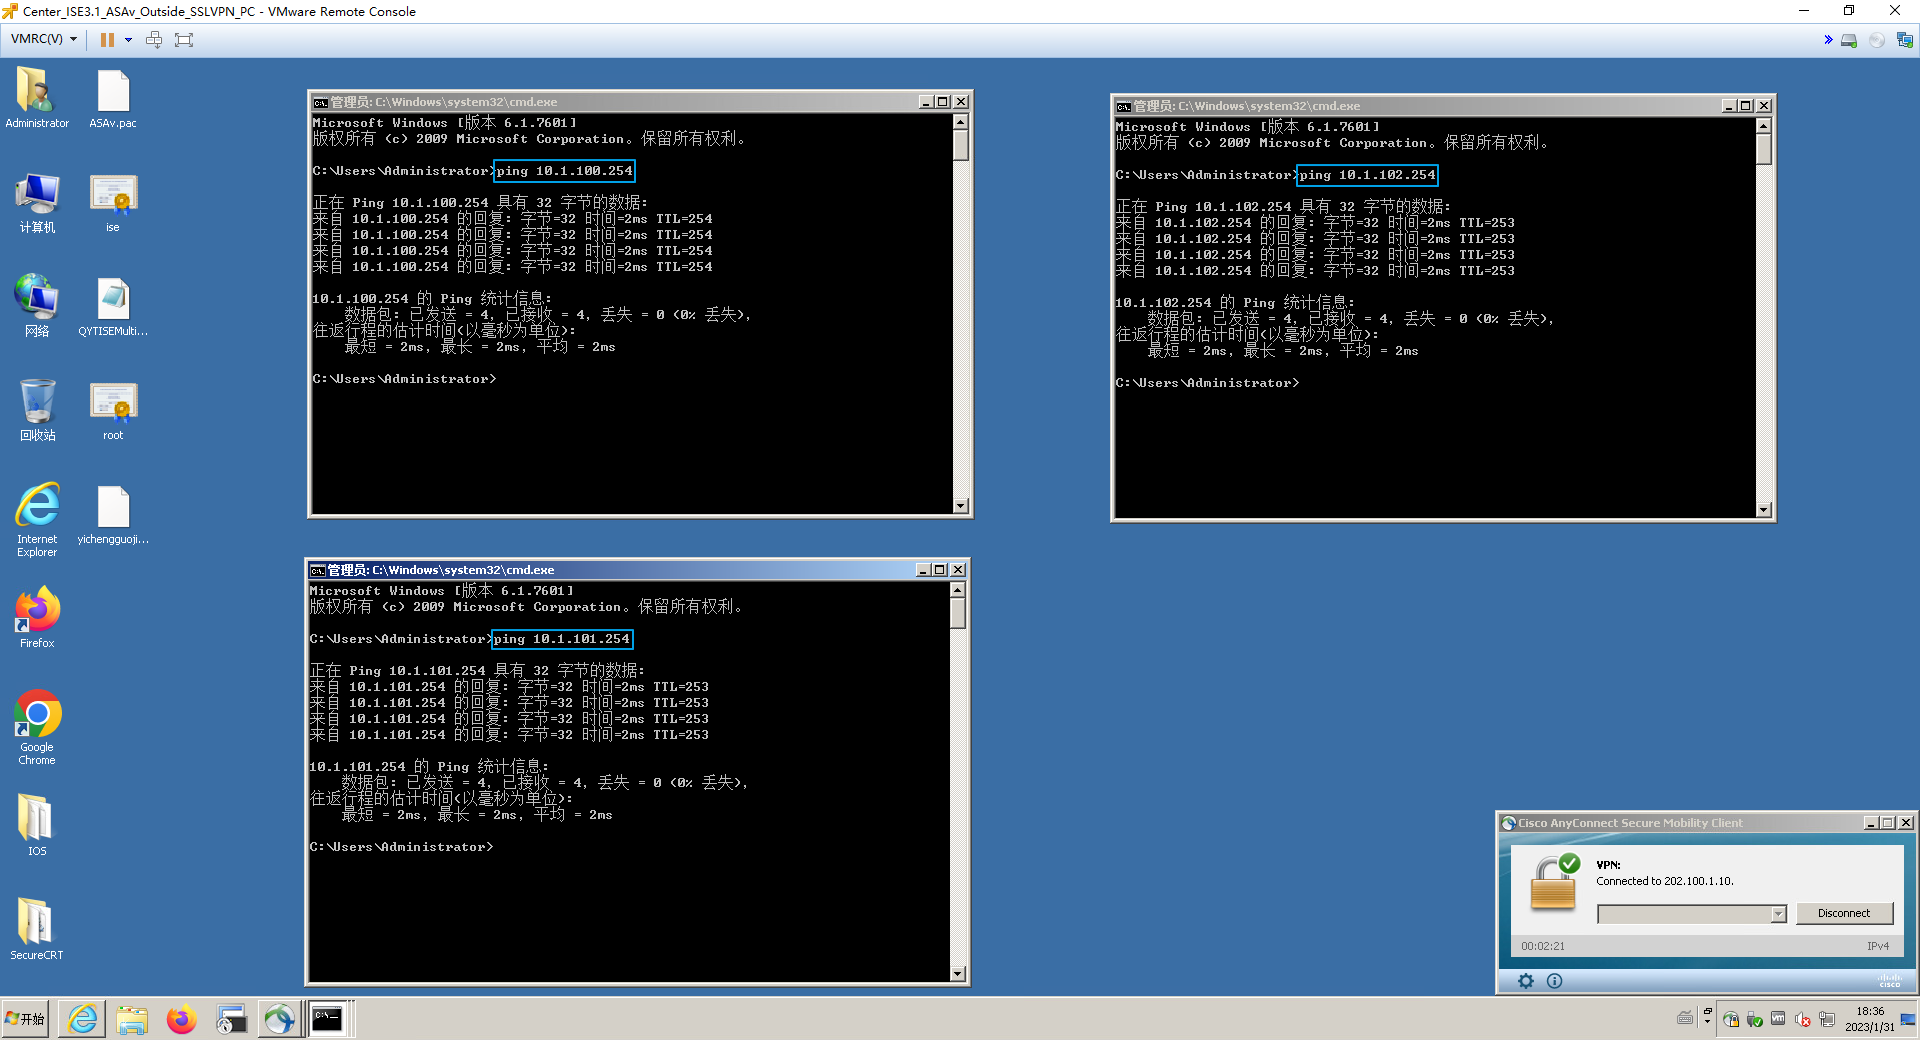 Center_ISE3.1_ASAv_Outside_SSLVPN_PC - VMware Remote Console
VMRC(V)
Administrator
ASAv.pac
计算机
ise
网络
QYTISEMulti...
回收站
root
Internet
Explorer
yichengguoji...
Firefox
Google
Chrome
IOS
SecureCRT
管理员: C:\Windows\system32\cmd.exe
Microsoft Windows [版本 6.1.7601]
版权所有 (c) 2009 Microsoft Corporation。保留所有权利。
C:\Users\Administrator>ping 10.1.100.254
正在 Ping 10.1.100.254 具有 32 字节的数据:
来自 10.1.100.254 的回复: 字节=32 时间=2ms TTL=254
来自 10.1.100.254 的回复: 字节=32 时间=2ms TTL=254
来自 10.1.100.254 的回复: 字节=32 时间=2ms TTL=254
来自 10.1.100.254 的回复: 字节=32 时间=2ms TTL=254
10.1.100.254 的 Ping 统计信息:
数据包: 已发送 = 4, 已接收 = 4, 丢失 = 0 (0% 丢失),
往返行程的估计时间(以毫秒为单位):
最短 = 2ms, 最长 = 2ms, 平均 = 2ms
C:\Users\Administrator>
管理员: C:\Windows\system32\cmd.exe
Microsoft Windows [版本 6.1.7601]
版权所有 (c) 2009 Microsoft Corporation。保留所有权利。
C:\Users\Administrator>ping 10.1.102.254
正在 Ping 10.1.102.254 具有 32 字节的数据:
来自 10.1.102.254 的回复: 字节=32 时间=2ms TTL=253
来自 10.1.102.254 的回复: 字节=32 时间=2ms TTL=253
来自 10.1.102.254 的回复: 字节=32 时间=2ms TTL=253
来自 10.1.102.254 的回复: 字节=32 时间=2ms TTL=253
10.1.102.254 的 Ping 统计信息:
数据包: 已发送 = 4, 已接收 = 4, 丢失 = 0 (0% 丢失),
往返行程的估计时间(以毫秒为单位):
最短 = 2ms, 最长 = 2ms, 平均 = 2ms
C:\Users\Administrator>
管理员: C:\Windows\system32\cmd.exe
Microsoft Windows [版本 6.1.7601]
版权所有 (c) 2009 Microsoft Corporation。保留所有权利。
C:\Users\Administrator>ping 10.1.101.254
正在 Ping 10.1.101.254 具有 32 字节的数据:
来自 10.1.101.254 的回复: 字节=32 时间=2ms TTL=253
来自 10.1.101.254 的回复: 字节=32 时间=2ms TTL=253
来自 10.1.101.254 的回复: 字节=32 时间=2ms TTL=253
来自 10.1.101.254 的回复: 字节=32 时间=2ms TTL=253
10.1.101.254 的 Ping 统计信息:
数据包: 已发送 = 4, 已接收 = 4, 丢失 = 0 (0% 丢失),
往返行程的估计时间(以毫秒为单位):
最短 = 2ms, 最长 = 2ms, 平均 = 2ms
C:\Users\Administrator>
Cisco AnyConnect Secure Mobility Client
VPN:
Connected to 202.100.1.10.
Disconnect
00:02:21
IPv4
cisco
开始
18:36
2023/1/31